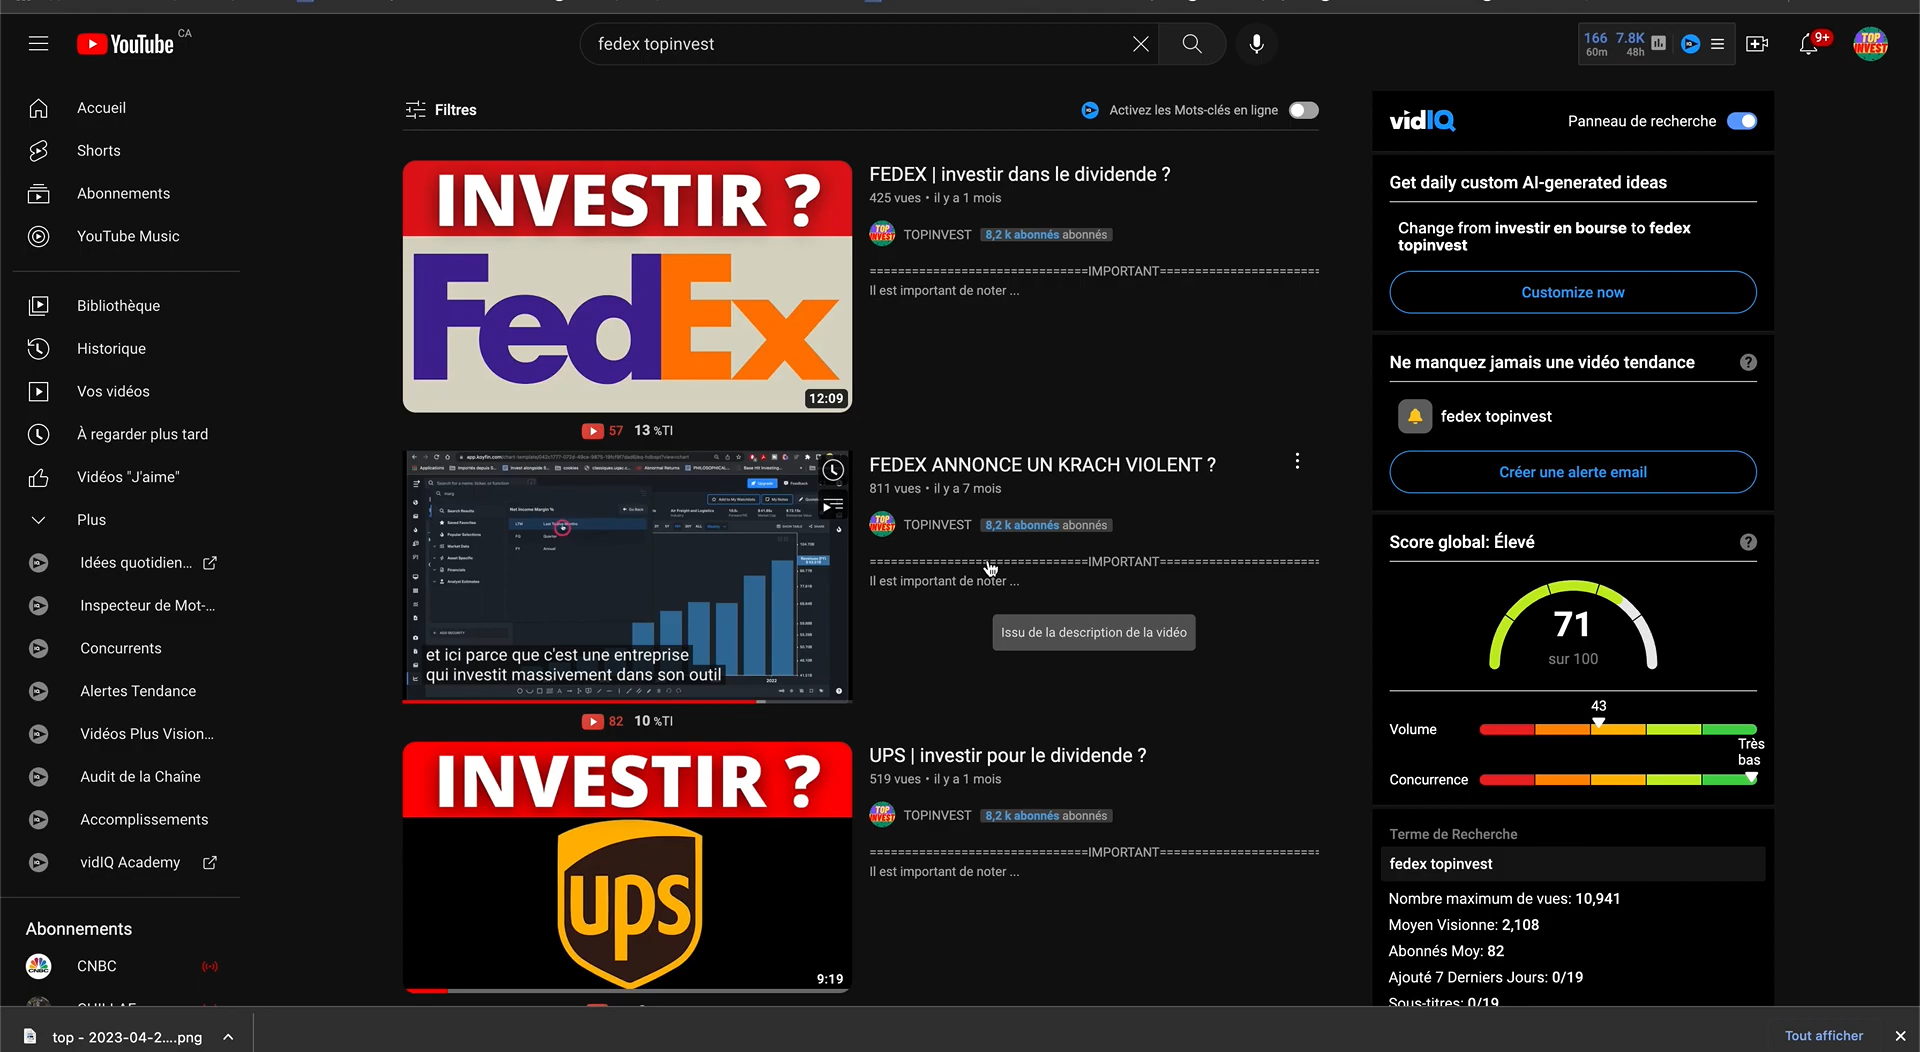 YouTube CA
fedex topinvest
166 7.8K
60m 48h
9+
TOP INVEST
Accueil
Shorts
Abonnements
YouTube Music
Bibliothèque
Historique
Vos vidéos
À regarder plus tard
Vidéos "J'aime"
Plus
Idées quotidien...
Inspecteur de Mot-...
Concurrents
Alertes Tendance
Vidéos Plus Vision...
Audit de la Chaîne
Accomplissements
vidIQ Academy
Abonnements
CNBC
Filtres
Activez les Mots-clés en ligne
INVESTIR ?
FedEx
12:09
57 13 %TI
FEDEX | investir dans le dividende ?
425 vues • il y a 1 mois
TOPINVEST 8,2 k abonnés abonnés
===============================IMPORTANT=======================
Il est important de noter ...
Net Income Margin %
et ici parce que c'est une entreprise
qui investit massivement dans son outil
82 10 %TI
FEDEX ANNONCE UN KRACH VIOLENT ?
811 vues • il y a 7 mois
TOPINVEST 8,2 k abonnés abonnés
===============================IMPORTANT=======================
Il est important de noter ...
Issu de la description de la vidéo
INVESTIR ?
ups
9:19
UPS | investir pour le dividende ?
519 vues • il y a 1 mois
TOPINVEST 8,2 k abonnés abonnés
===============================IMPORTANT=======================
Il est important de noter ...
vidIQ
Panneau de recherche
Get daily custom AI-generated ideas
Change from investir en bourse to fedex
topinvest
Customize now
Ne manquez jamais une vidéo tendance
fedex topinvest
Créer une alerte email
Score global: Élevé
71
sur 100
43
Volume
Très
bas
Concurrence
Terme de Recherche
fedex topinvest
Nombre maximum de vues: 10,941
Moyen Visionne: 2,108
Abonnés Moy: 82
Ajouté 7 Derniers Jours: 0/19
Sous-titres: 0/19
top - 2023-04-2....png
Tout afficher